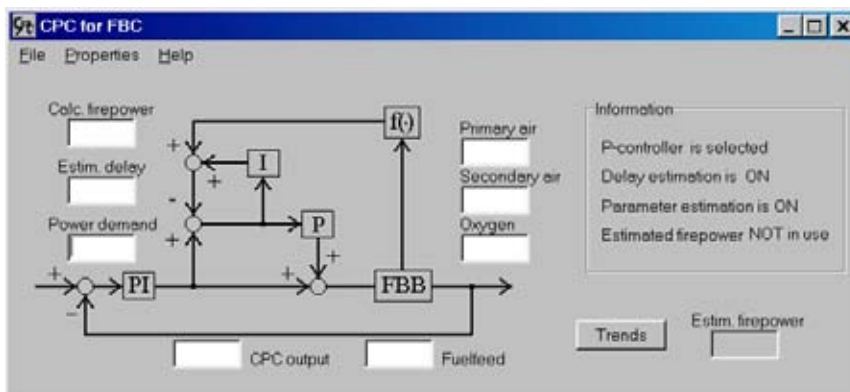 CPC for FBC
File Properties Help
Calc. firepower
Estim. delay
Power demand
+
+
-
+
I
f(·)
P
+
+
PI
+
−
FBB
CPC output
Fuelfeed
Primary air
Secondary air
Oxygen
Information
P-controller is selected
Delay estimation is ON
Parameter estimation is ON
Estimated firepower NOT in use
Trends
Estim. firepower